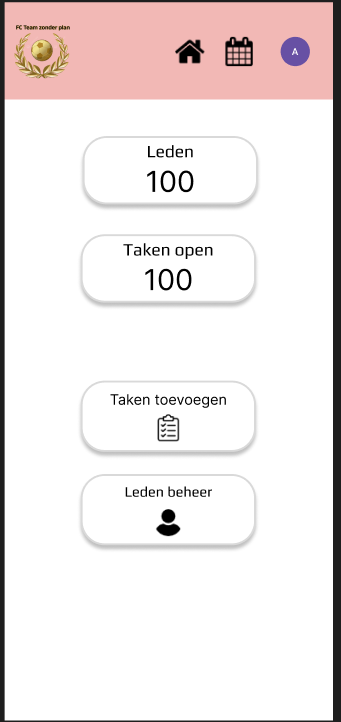 FC Team zonder plan
A
Leden
100
Taken open
100
Taken toevoegen
Leden beheer